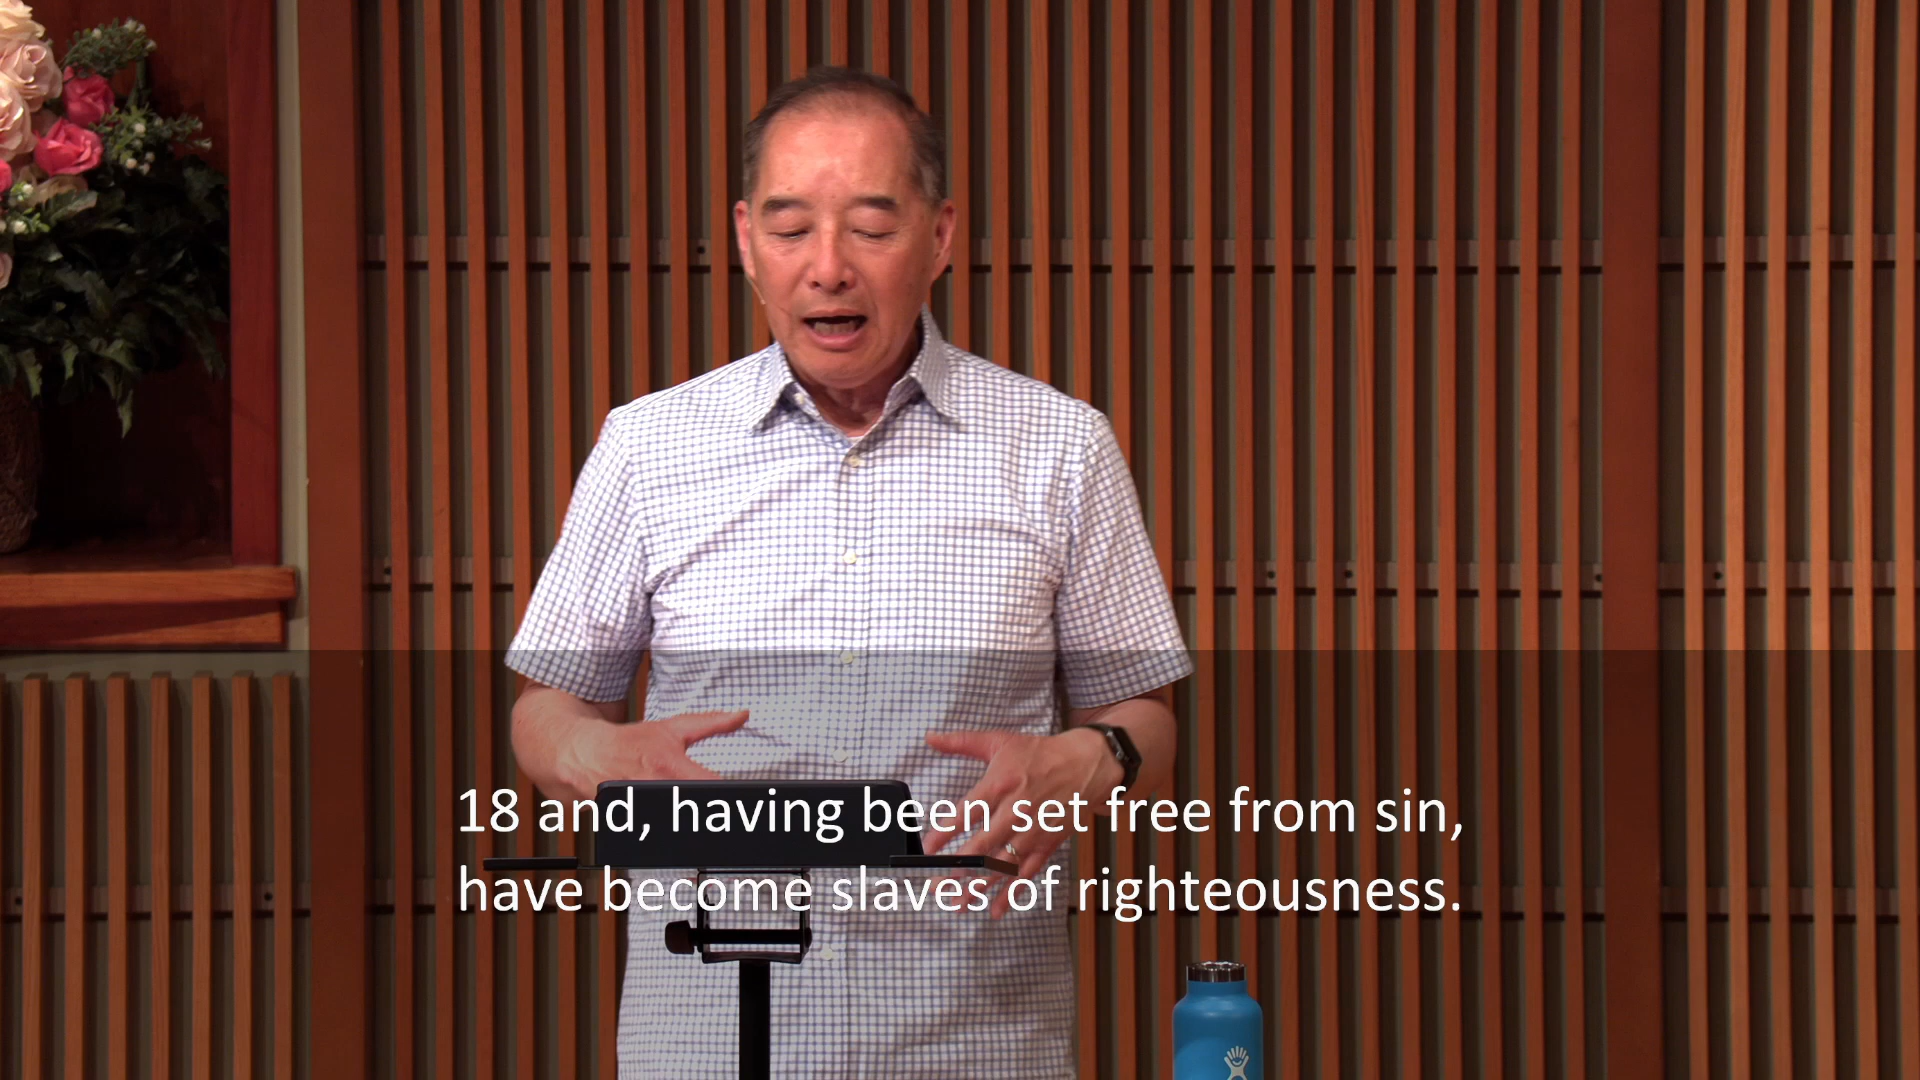 18 and, having been set free from sin,
have become slaves of righteousness.